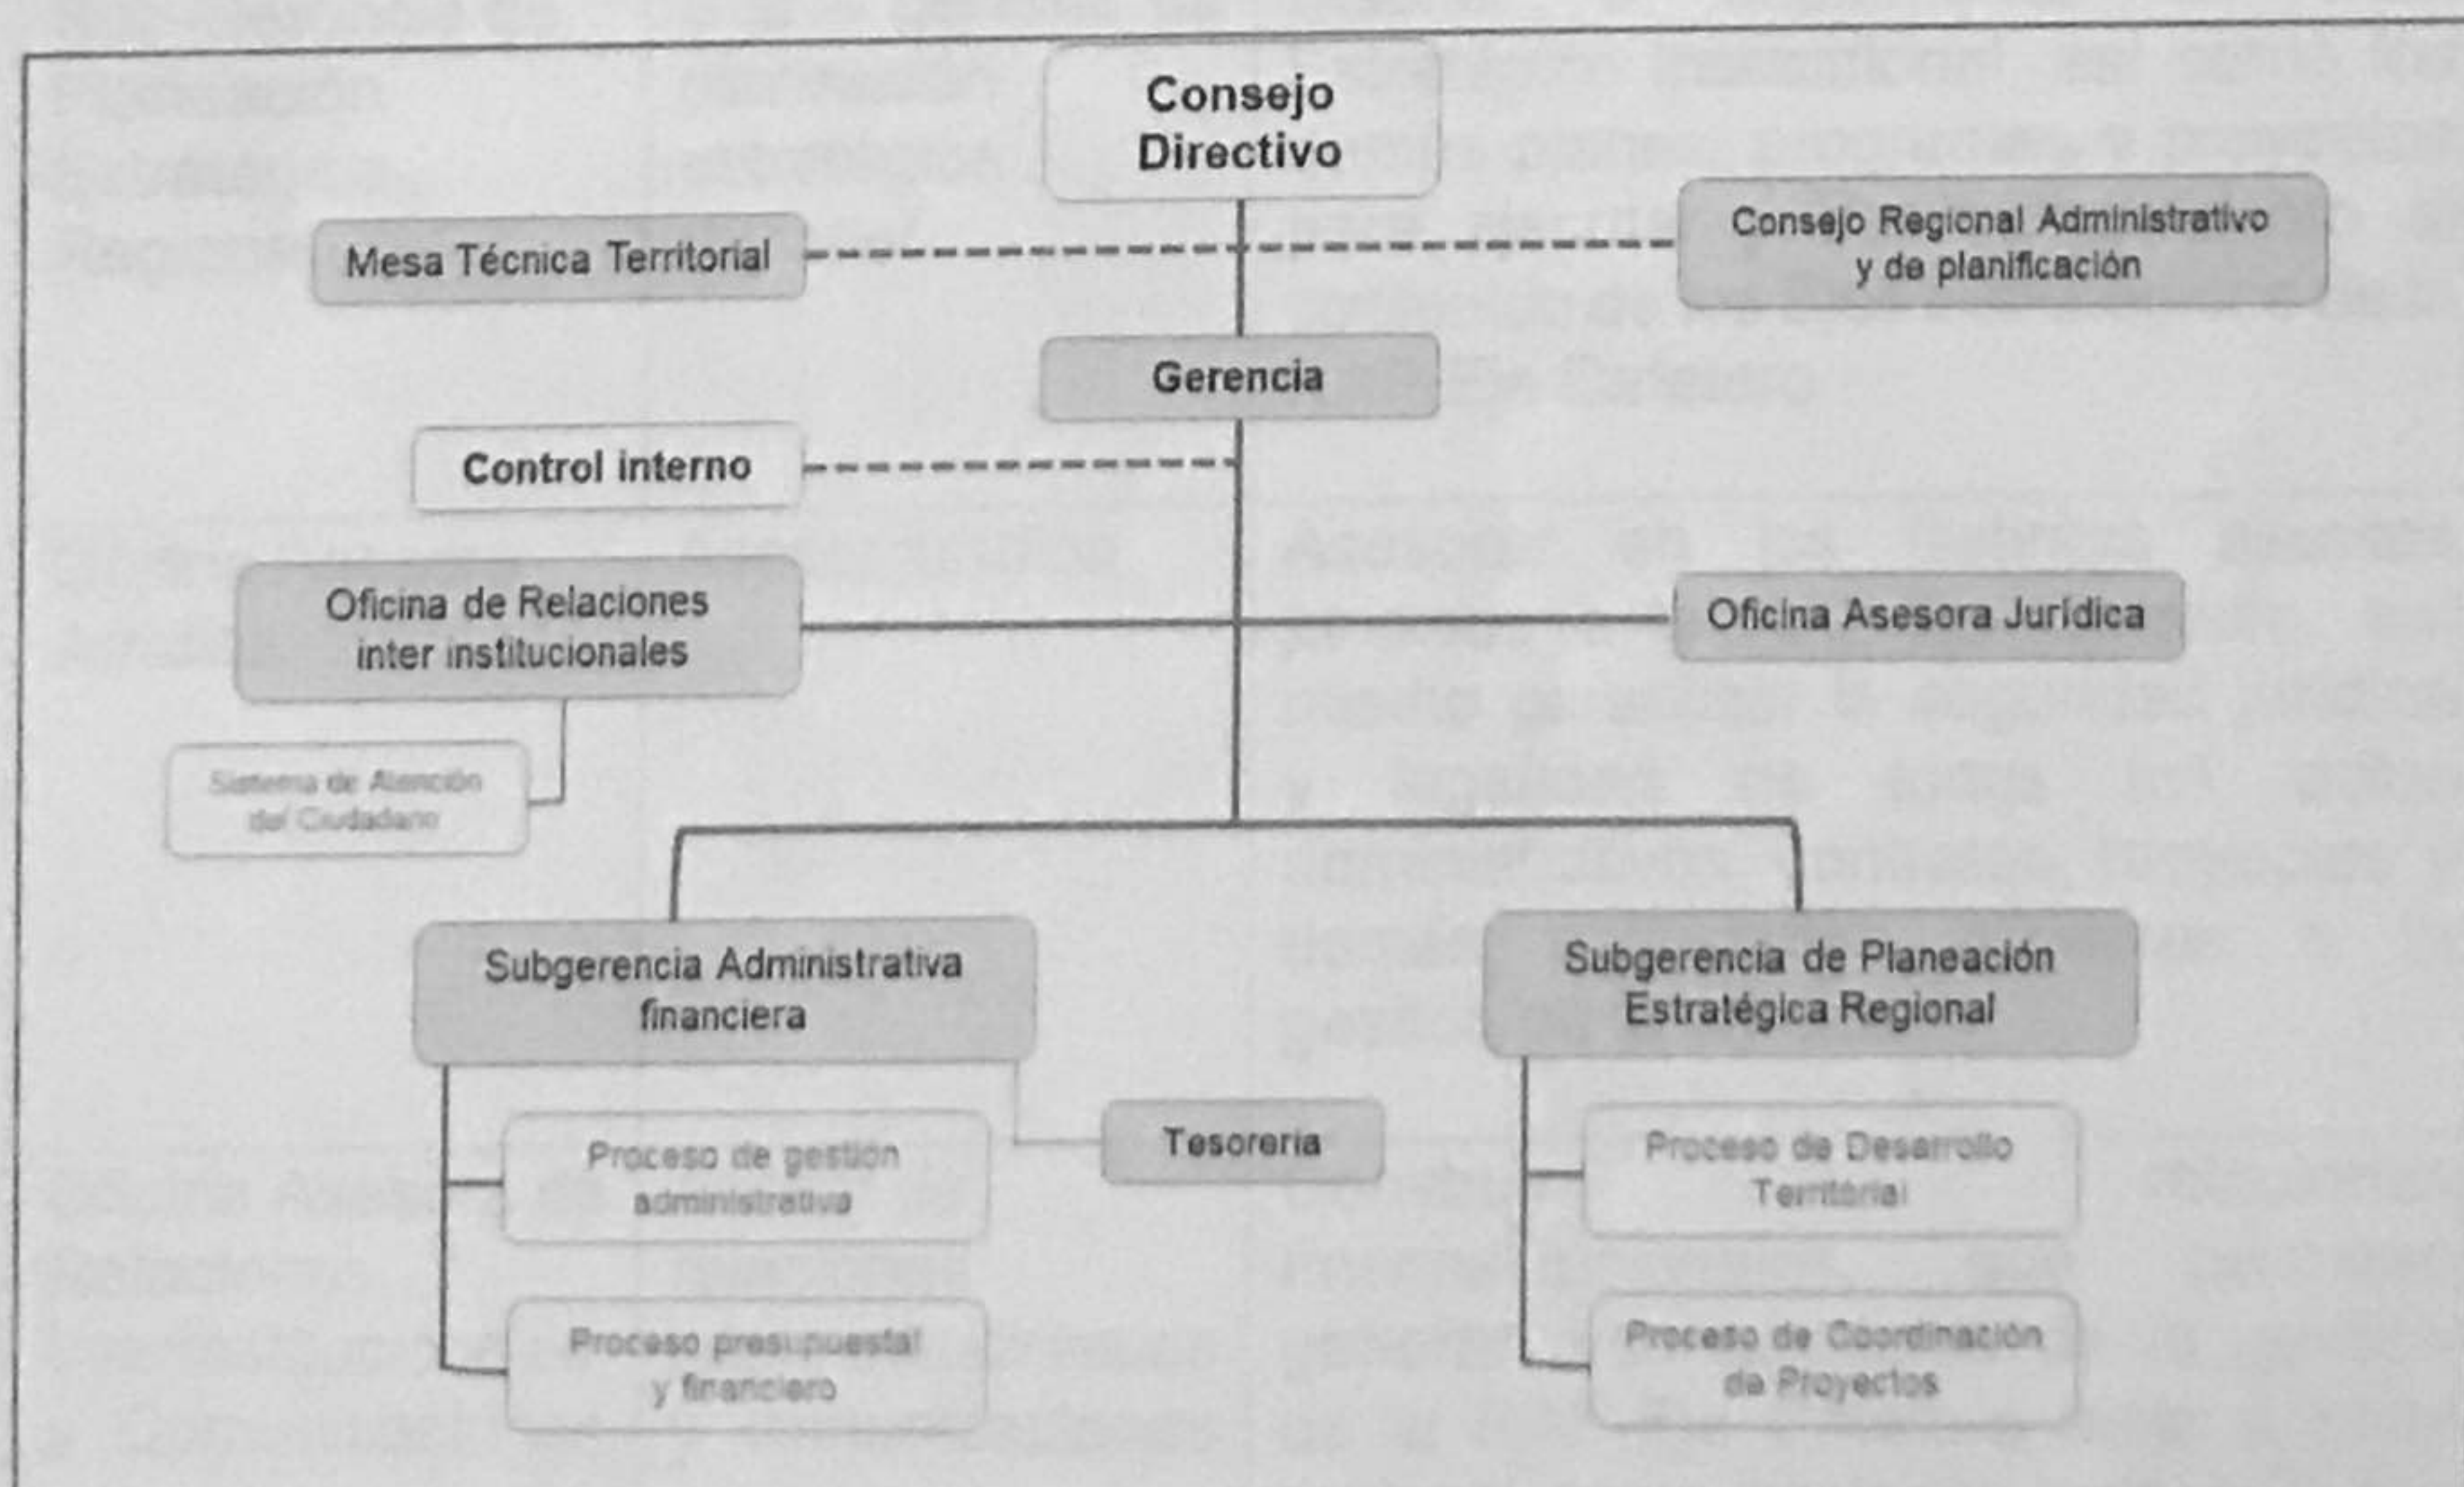 Consejo
Directivo
Mesa Técnica Territorial
Consejo Regional Administrativo
y de planificación
Gerencia
Control interno
Oficina de Relaciones
inter institucionales
Oficina Asesora Jurídica
Sistema de Atención
del Ciudadano
Subgerencia Administrativa
financiera
Subgerencia de Planeación
Estratégica Regional
Proceso de gestión
administrativa
Tesoreria
Proceso de Desarrollo
Territorial
Proceso presupuestal
y financiero
Proceso de Coordinación
de Proyectos